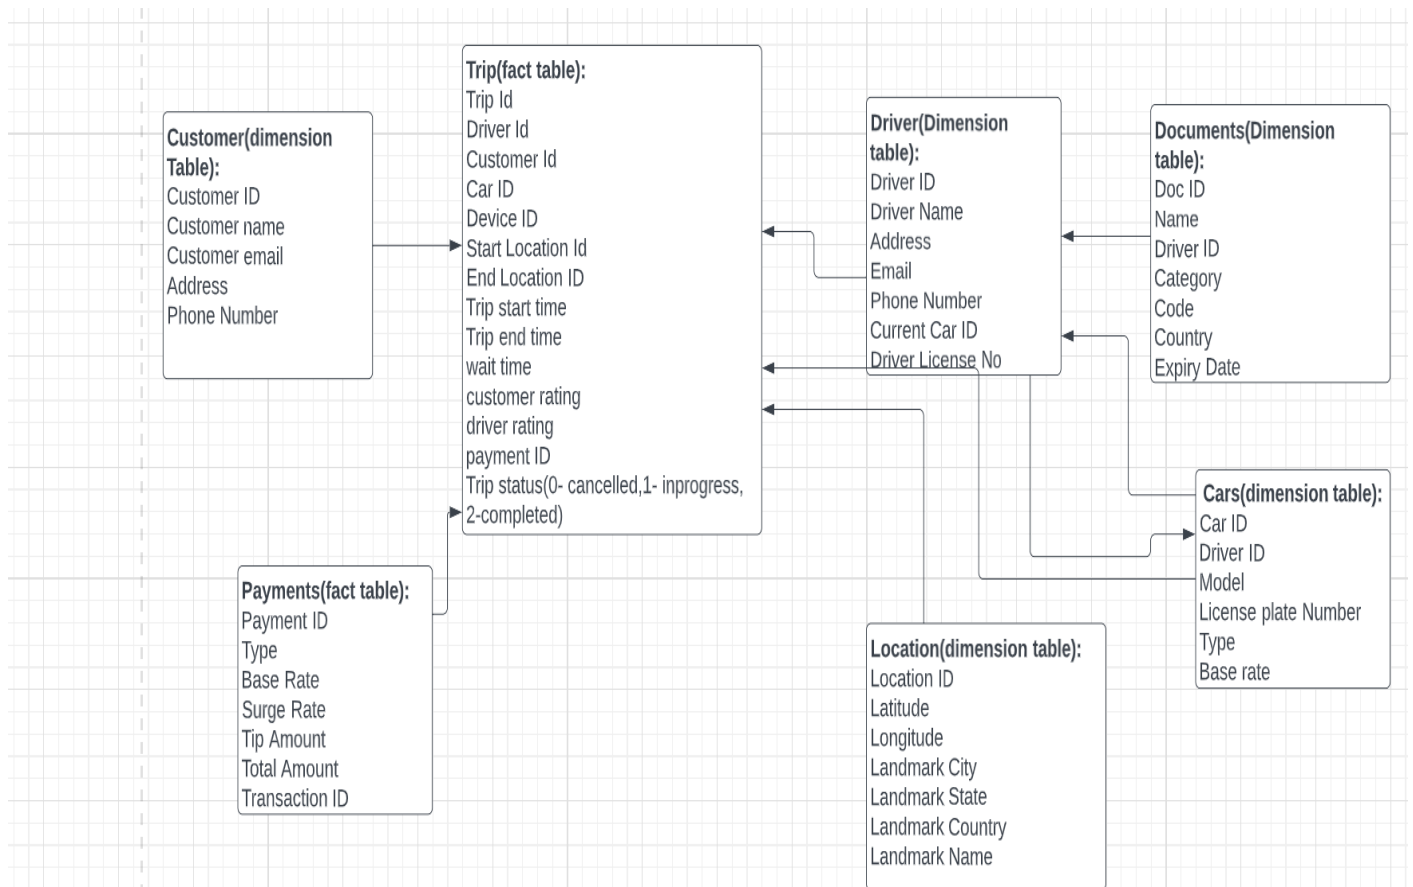 Trip(fact table):
Trip Id
Driver Id
Customer Id
Car ID
Device ID
Start Location Id
End Location ID
Trip start time
Trip end time
wait time
customer rating
driver rating
payment ID
Trip status(0- cancelled,1- inprogress,
2-completed)
Customer(dimension
Table):
Customer ID
Customer name
Customer email
Address
Phone Number
Driver(Dimension
table):
Driver ID
Driver Name
Address
Email
Phone Number
Current Car ID
Driver License No
Documents(Dimension
table):
Doc ID
Name
Driver ID
Category
Code
Country
Expiry Date
Cars(dimension table):
Car ID
Driver ID
Model
License plate Number
Type
Base rate
Payments(fact table):
Payment ID
Type
Base Rate
Surge Rate
Tip Amount
Total Amount
Transaction ID
Location(dimension table):
Location ID
Latitude
Longitude
Landmark City
Landmark State
Landmark Country
Landmark Name